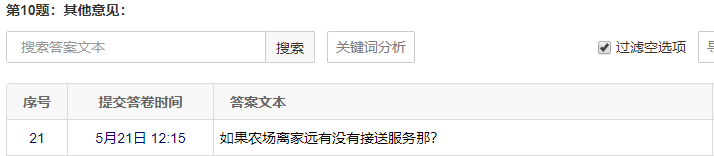 第10题：其他意见：
搜索答案文本 搜索 关键词分析 过滤空选项
序号 提交答卷时间 答案文本
21 5月21日 12:15 如果农场离家远有没有接送服务那？